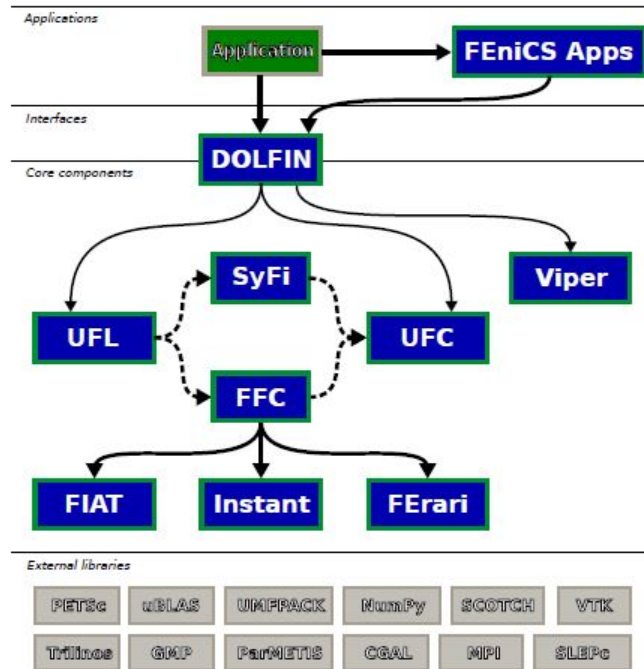 Applications
Application
FEniCS Apps
Interfaces
DOLFIN
Core components
SyFi
Viper
UFL
UFC
FFC
FIAT
Instant
FErari
External libraries
PETSc
uBLAS
UMFPACK
NumPy
SCOTCH
VTK
Trilinos
GMP
ParMETIS
CGAL
MPI
SLEPc